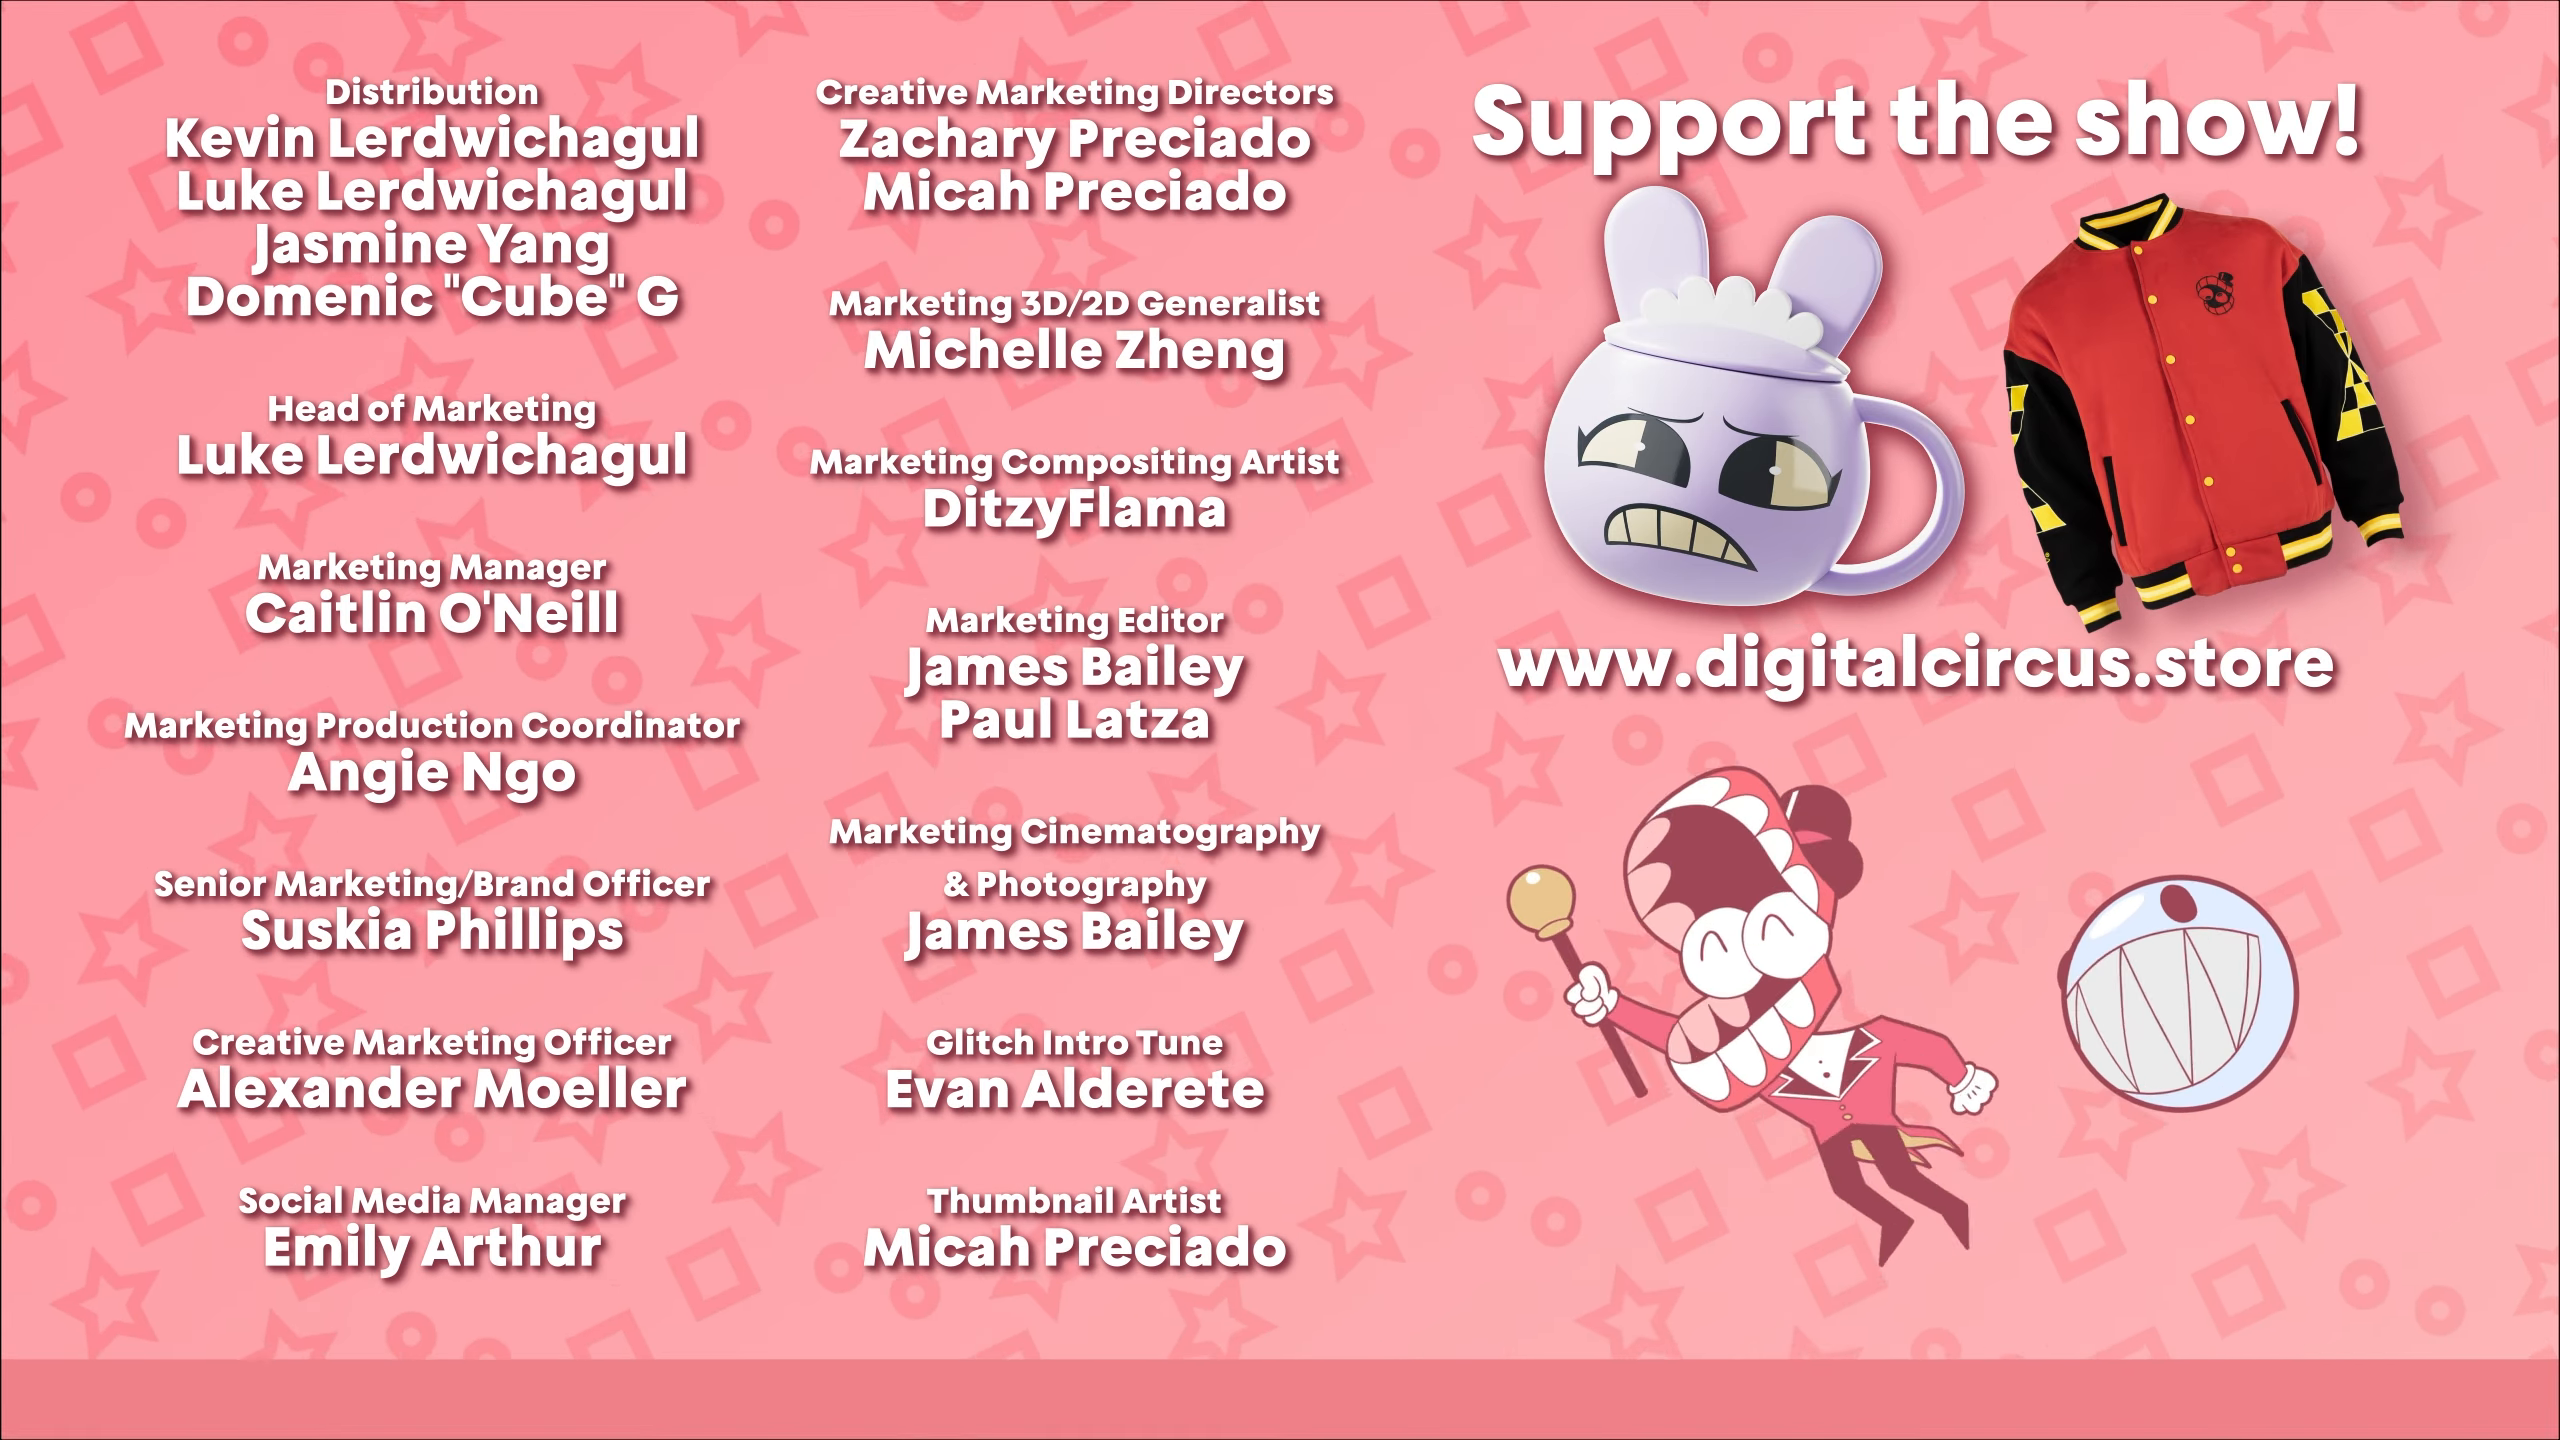 Distribution
Kevin Lerdwichagul
Luke Lerdwichagul
Jasmine Yang
Domenic "Cube" G
Head of Marketing
Luke Lerdwichagul
Marketing Manager
Caitlin O'Neill
Marketing Production Coordinator
Angie Ngo
Senior Marketing/Brand Officer
Suskia Phillips
Creative Marketing Officer
Alexander Moeller
Social Media Manager
Emily Arthur
Creative Marketing Directors
Zachary Preciado
Micah Preciado
Marketing 3D/2D Generalist
Michelle Zheng
Marketing Compositing Artist
DitzyFlama
Marketing Editor
James Bailey
Paul Latza
Marketing Cinematography
& Photography
James Bailey
Glitch Intro Tune
Evan Alderete
Thumbnail Artist
Micah Preciado
Support the show!
www.digitalcircus.store